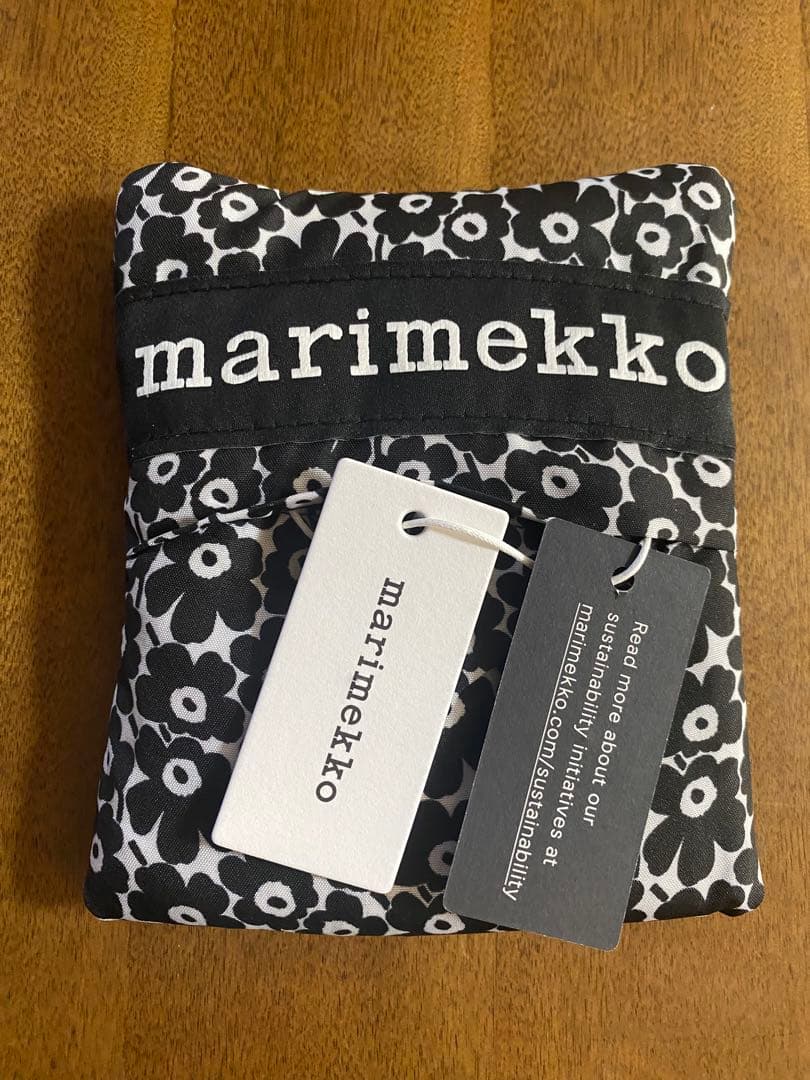 marimekko
marimekko
Read more about our
sustainability initiatives at
marimekko.com/sustainability